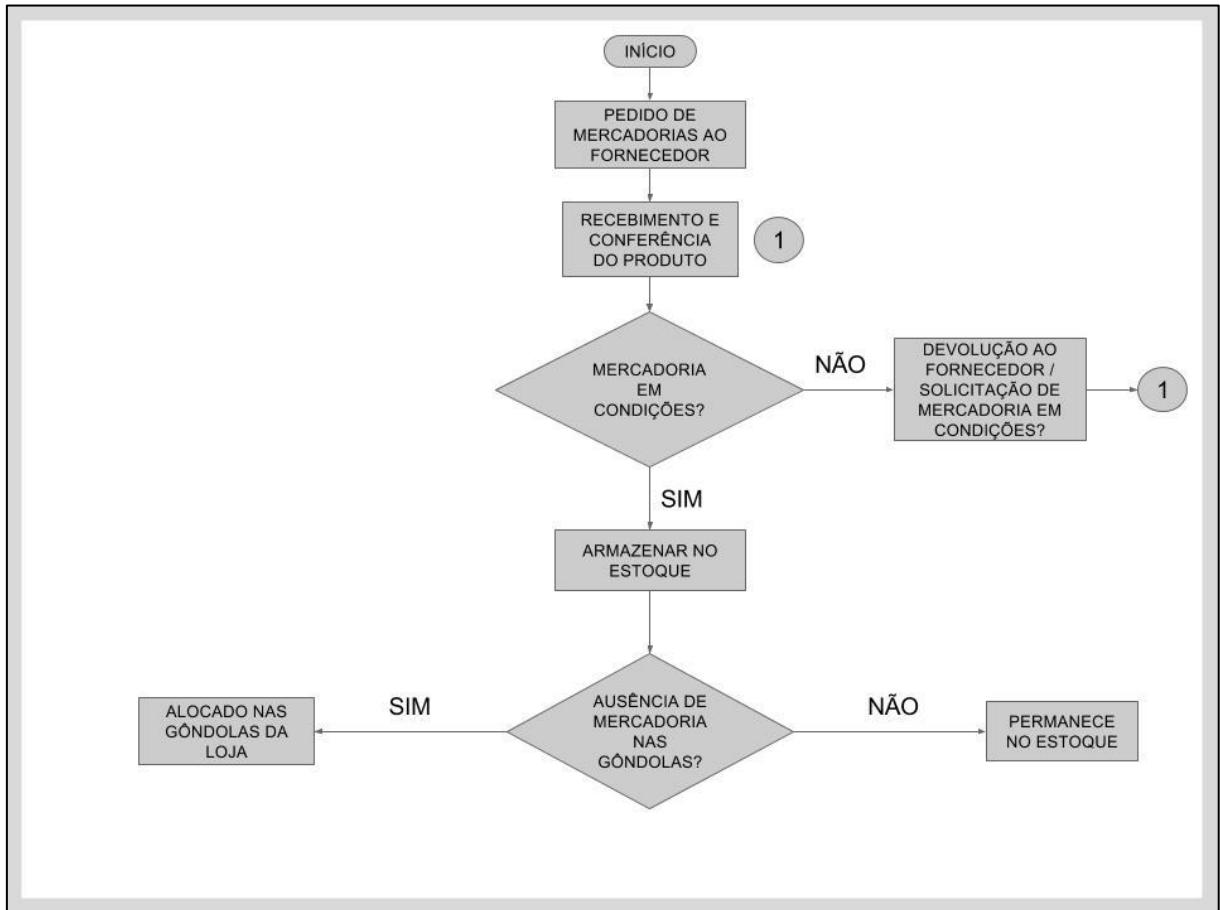 INÍCIO
PEDIDO DE
MERCADORIAS AO
FORNECEDOR
RECEBIMENTO E
CONFERÊNCIA
DO PRODUTO
1
MERCADORIA
EM
CONDIÇÕES?
NÃO
DEVOLUÇÃO AO
FORNECEDOR /
SOLICITAÇÃO DE
MERCADORIA EM
CONDIÇÕES?
1
SIM
ARMAZENAR NO
ESTOQUE
AUSÊNCIA DE
MERCADORIA
NAS
GÔNDOLAS?
SIM
ALOCADO NAS
GÔNDOLAS DA
LOJA
NÃO
PERMANECE
NO ESTOQUE